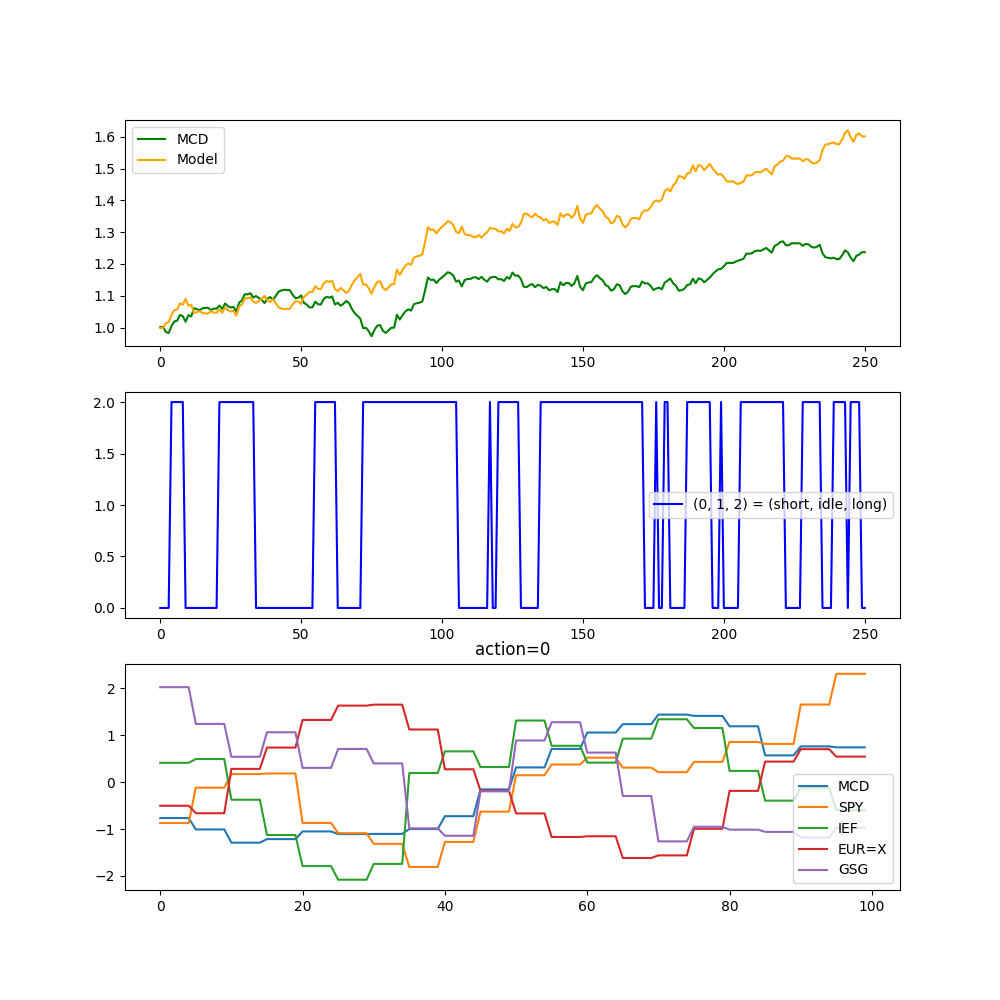 1.6
1.5
1.4
1.3
1.2
1.1
1.0
MCD
Model
0 50 100 150 200 250
2.0
1.5
1.0
0.5
0.0
(0, 1, 2) = (short, idle, long)
0 50 100 150 200 250
action=0
2
1
0
−1
−2
MCD
SPY
IEF
EUR=X
GSG
0 20 40 60 80 100